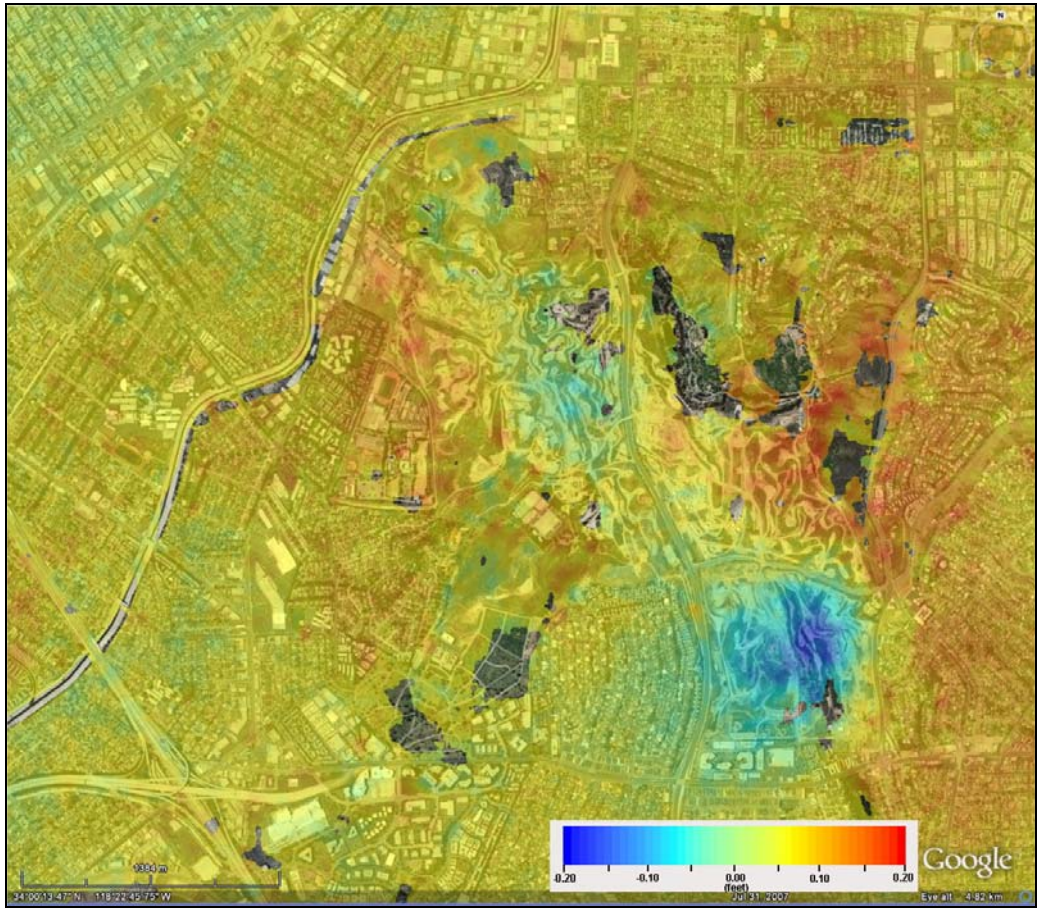 N
-0.20
-0.10
0.00
0.10
0.20
(feet)
Google
1384 m
34°00'13.47" N
118°22'45.75" W
Jul 31, 2007
Eye alt
4.82 km